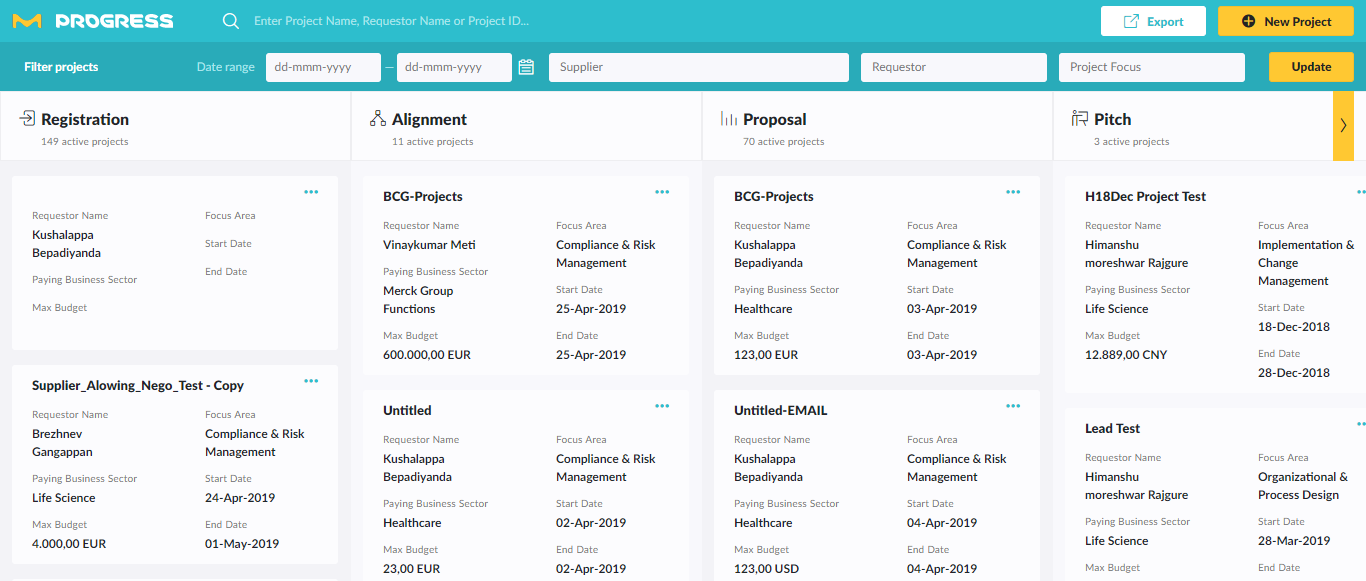 PROGRESS
Enter Project Name, Requestor Name or Project ID...
Export
New Project
Filter projects
Date range
dd-mmm-yyyy
–
dd-mmm-yyyy
Supplier
Requestor
Project Focus
Update
Registration
149 active projects
Alignment
11 active projects
Proposal
70 active projects
Pitch
3 active projects
Requestor Name
Kushalappa
Bepadiyanda
Paying Business Sector
Max Budget
Focus Area
Start Date
End Date
Supplier_Alowing_Nego_Test - Copy
Requestor Name
Brezhnev
Gangappan
Paying Business Sector
Life Science
Max Budget
4.000,00 EUR
Focus Area
Compliance & Risk
Management
Start Date
24-Apr-2019
End Date
01-May-2019
BCG-Projects
Requestor Name
Vinaykumar Meti
Paying Business Sector
Merck Group
Functions
Max Budget
600.000,00 EUR
Focus Area
Compliance & Risk
Management
Start Date
25-Apr-2019
End Date
25-Apr-2019
Untitled
Requestor Name
Kushalappa
Bepadiyanda
Paying Business Sector
Healthcare
Max Budget
23,00 EUR
Focus Area
Compliance & Risk
Management
Start Date
02-Apr-2019
End Date
02-Apr-2019
BCG-Projects
Requestor Name
Kushalappa
Bepadiyanda
Paying Business Sector
Healthcare
Max Budget
123,00 EUR
Focus Area
Compliance & Risk
Management
Start Date
03-Apr-2019
End Date
03-Apr-2019
Untitled-EMAIL
Requestor Name
Kushalappa
Bepadiyanda
Paying Business Sector
Healthcare
Max Budget
123,00 USD
Focus Area
Compliance & Risk
Management
Start Date
04-Apr-2019
End Date
04-Apr-2019
H18Dec Project Test
Requestor Name
Himanshu
moreshwar Rajgure
Paying Business Sector
Life Science
Max Budget
12.889,00 CNY
Focus Area
Implementation &
Change
Management
Start Date
18-Dec-2018
End Date
28-Dec-2018
Lead Test
Requestor Name
Himanshu
moreshwar Rajgure
Paying Business Sector
Life Science
Max Budget
Focus Area
Organizational &
Process Design
Start Date
28-Mar-2019
End Date